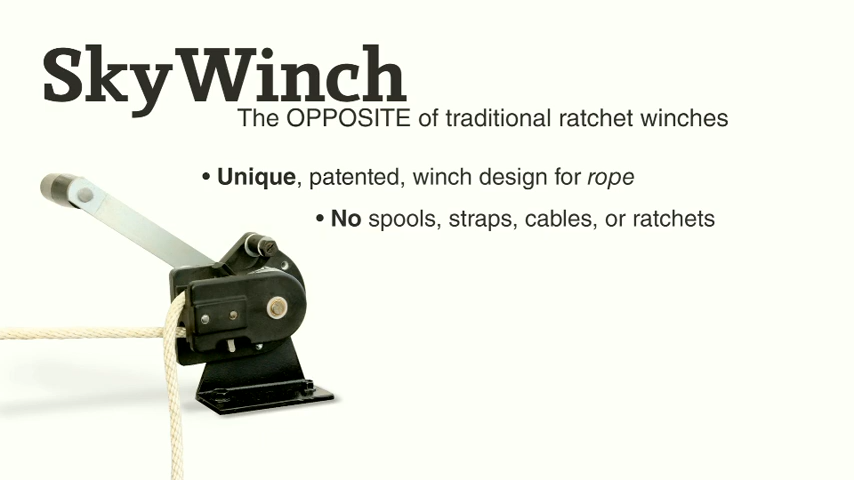 SkyWinch
The OPPOSITE of traditional ratchet winches
• Unique, patented, winch design for rope
• No spools, straps, cables, or ratchets